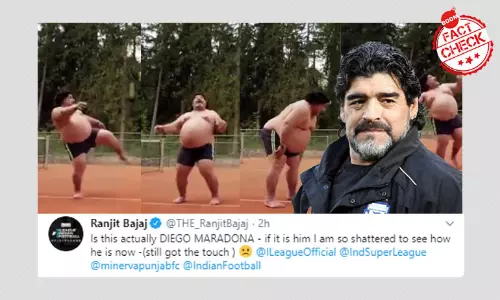 BOOM
FACT
CHECK
Ranjit Bajaj @THE_RanjitBajaj · 2h
Is this actually DIEGO MARADONA - if it is him I am so shattered to see how
he is now -(still got the touch ) ☹️ @ILeagueOfficial @IndSuperLeague
@minervapunjabfc @IndianFootball